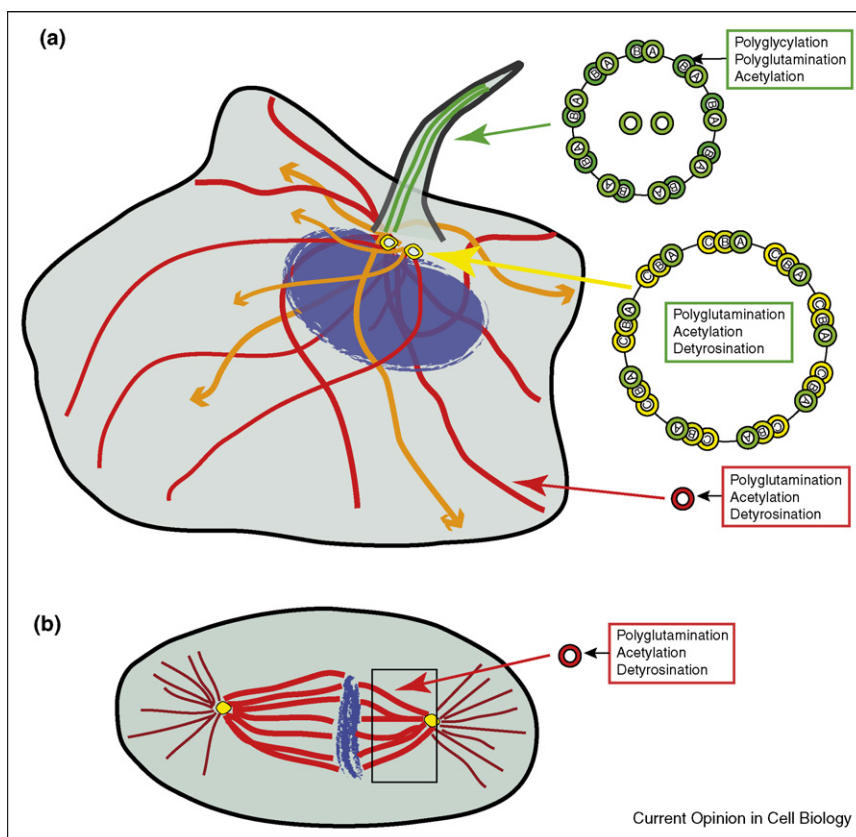 (a)
Polyglycylation
Polyglutamination
Acetylation
B A
B A
B A
B A
B A
B A
B A
B A
B A
C B A
C B A
C B A
C B A
C B A
C B A
C B A
C B A
C B A
Polyglutamination
Acetylation
Detyrosination
Polyglutamination
Acetylation
Detyrosination
(b)
Polyglutamination
Acetylation
Detyrosination
Current Opinion in Cell Biology